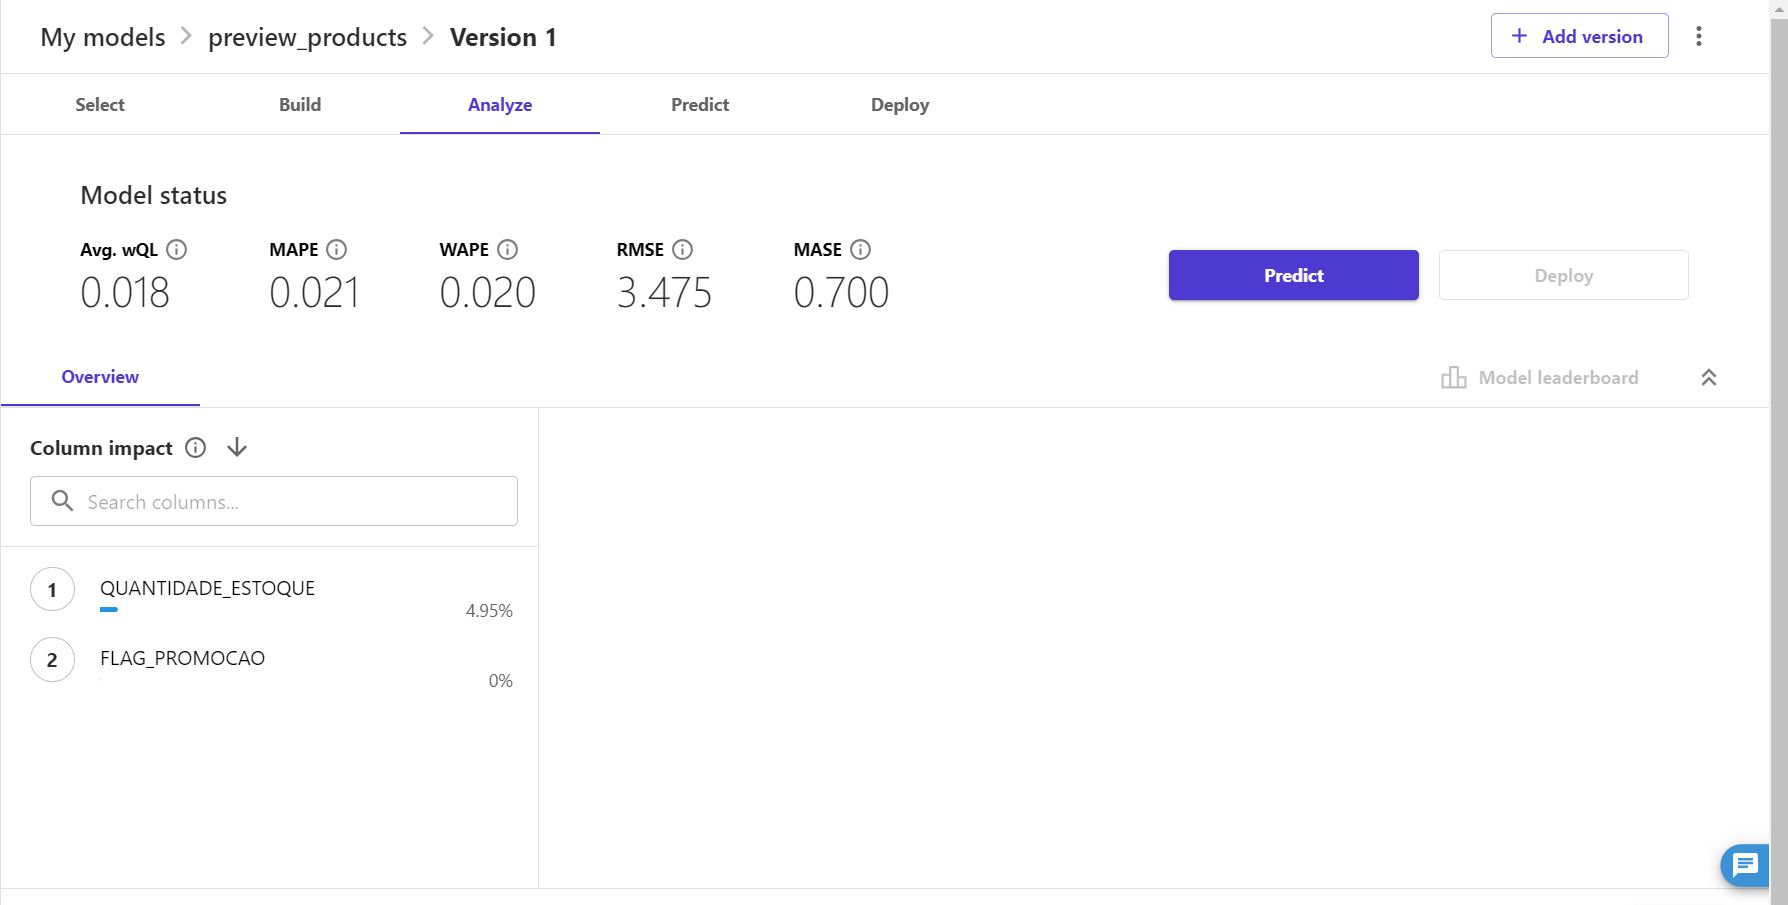 My models > preview_products > Version 1
+ Add version
Select Build Analyze Predict Deploy
Model status
Avg. wQL MAPE WAPE RMSE MASE
0.018 0.021 0.020 3.475 0.700
Predict Deploy
Overview
Model leaderboard
Column impact
Search columns...
1 QUANTIDADE_ESTOQUE
4.95%
2 FLAG_PROMOCAO
0%